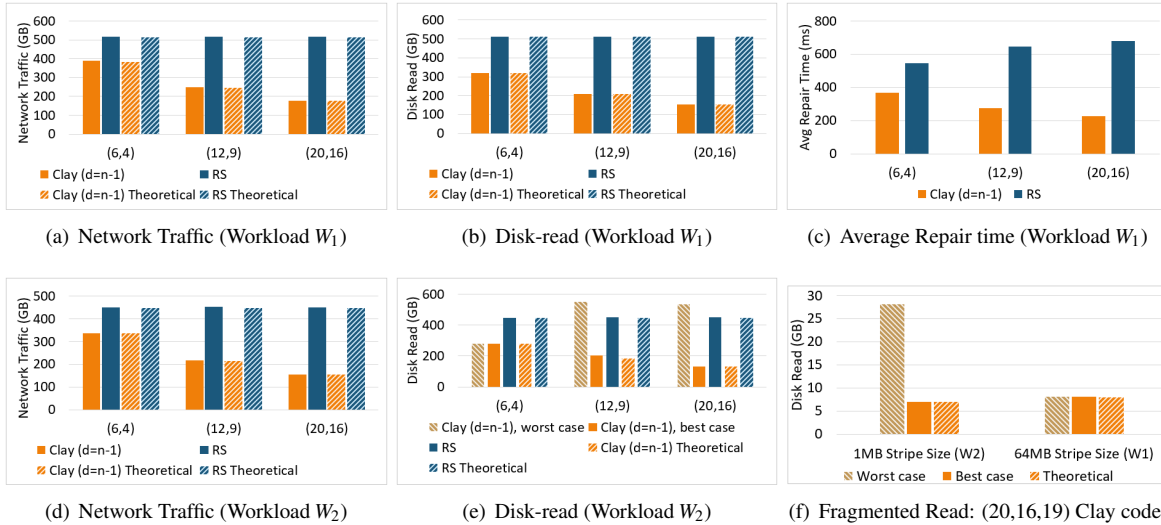 Network Traffic (GB)
600
500
400
300
200
100
0
(6,4)
(12,9)
(20,16)
Clay (d=n-1)
RS
Clay (d=n-1) Theoretical
RS Theoretical
(a) Network Traffic (Workload W1)
Disk Read (GB)
600
500
400
300
200
100
0
(6,4)
(12,9)
(20,16)
Clay (d=n-1)
RS
Clay (d=n-1) Theoretical
RS Theoretical
(b) Disk-read (Workload W1)
Avg Repair Time (ms)
800
600
400
200
0
(6,4)
(12,9)
(20,16)
Clay (d=n-1)
RS
(c) Average Repair time (Workload W1)
Network Traffic (GB)
500
400
300
200
100
0
(6,4)
(12,9)
(20,16)
Clay (d=n-1)
RS
Clay (d=n-1) Theoretical
RS Theoretical
(d) Network Traffic (Workload W2)
Disk Read (GB)
600
400
200
0
(6,4)
(12,9)
(20,16)
Clay (d=n-1), worst case
Clay (d=n-1), best case
RS
Clay (d=n-1) Theoretical
RS Theoretical
(e) Disk-read (Workload W2)
Disk Read (GB)
30
25
20
15
10
5
0
1MB Stripe Size (W2)
64MB Stripe Size (W1)
Worst case
Best case
Theoretical
(f) Fragmented Read: (20,16,19) Clay code